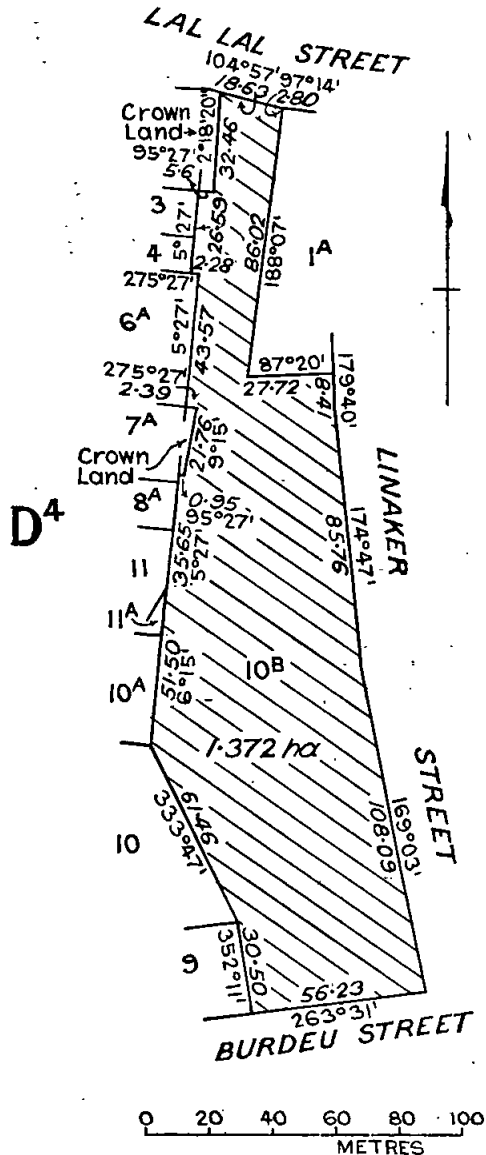 LAL LAL STREET
104°57' 97°14'
18·63 12·80
Crown
Land
2°18'20"
32·46
95°27'
5·6
3
5°27'
26·59
4
2·28
275°27'
86·02
188°07'
1A
6A
5°27'
43·57
87°20'
27·72
8·41
179°40'
275°27'
2·39
7A
21·76
9°15'
Crown
Land
8A
0·95
95°27'
LINAKER
D4
35·65
5°27'
11
85·76
174°47'
11A
10B
51·50
6°15'
10A
1·372 ha
STREET
61·46
333°47'
10
108·09
169°03'
9
30·50
352°11'
56·23
263°31'
BURDEU STREET
0 20 40 60 80 100
METRES